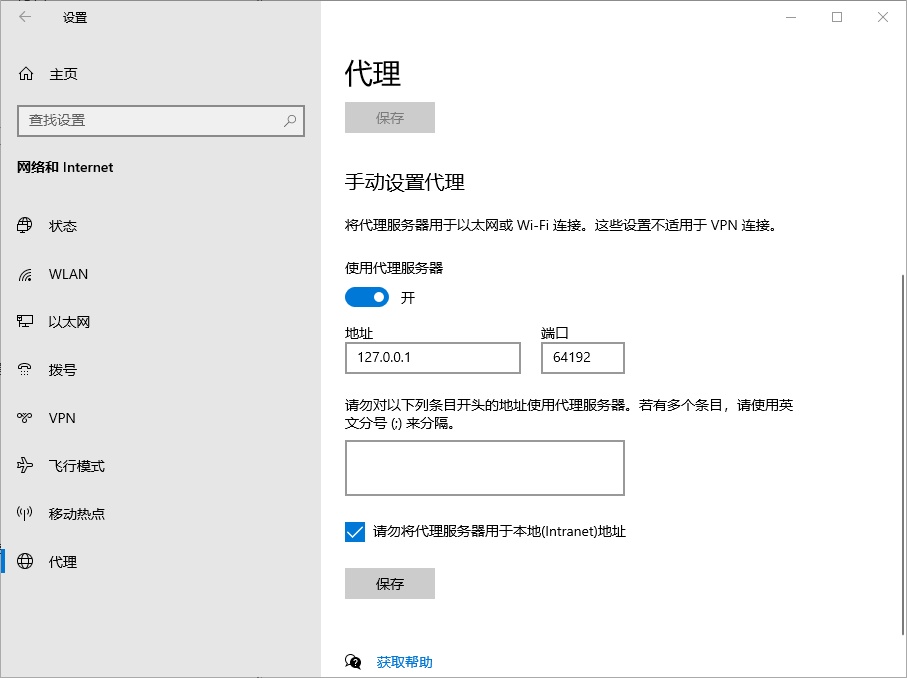 设置
主页
查找设置
网络和 Internet
状态
WLAN
以太网
拨号
VPN
飞行模式
移动热点
代理
代理
保存
手动设置代理
将代理服务器用于以太网或 Wi-Fi 连接。这些设置不适用于 VPN 连接。
使用代理服务器
开
地址
端口
127.0.0.1
64192
请勿对以下列条目开头的地址使用代理服务器。若有多个条目，请使用英
文分号 (;) 来分隔。
请勿将代理服务器用于本地(Intranet)地址
保存
获取帮助